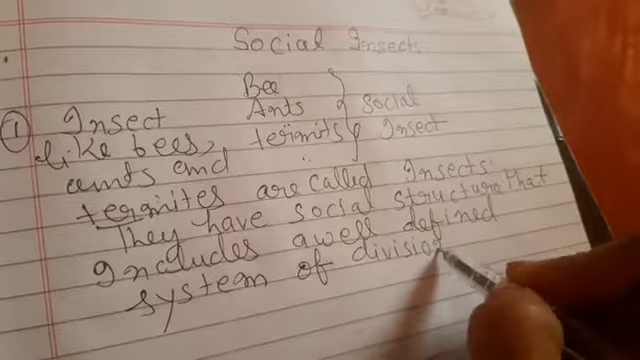 Social Insects
Bee
Ants
termits
social
Insect
① Insect
like bees,
ants and
termites are called Insects
They have social structure that
Includes a well defined
system of division